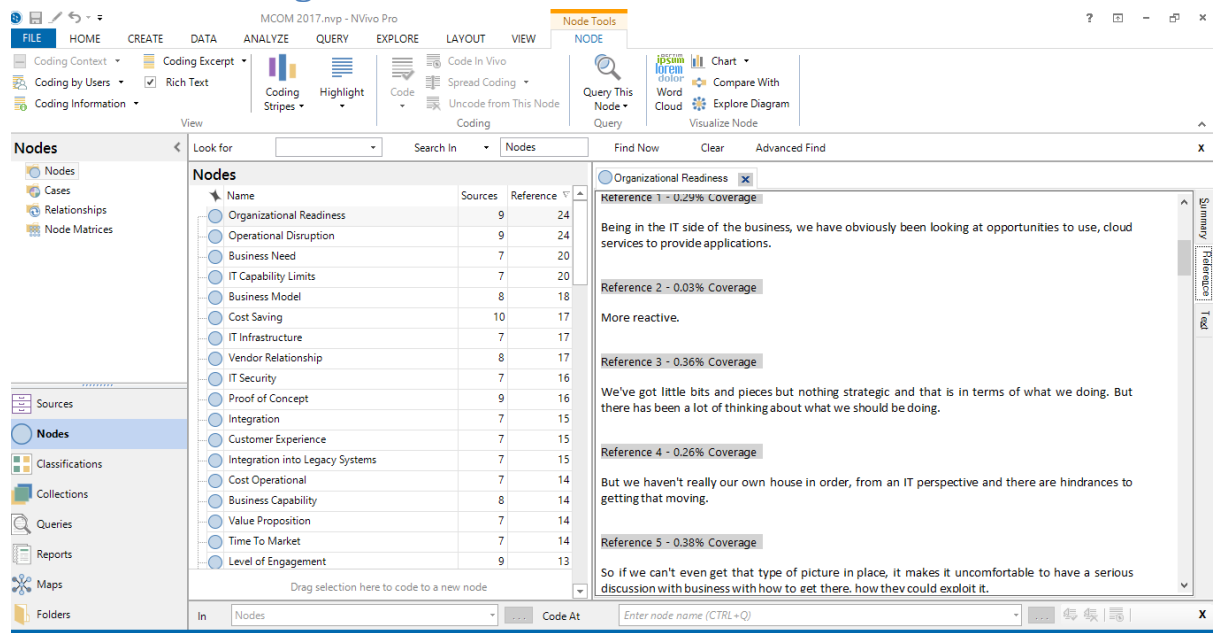 MCOM 2017.nvp - NVivo Pro
Node Tools
FILE HOME CREATE DATA ANALYZE QUERY EXPLORE LAYOUT VIEW NODE
Coding Context
Coding by Users
Coding Information
Coding Excerpt
Rich Text
Coding Stripes
Highlight
View
Code
Code In Vivo
Spread Coding
Uncode from This Node
Coding
Query This Node
Query
Word Cloud
Chart
Compare With
Explore Diagram
Visualize Node
Nodes
Nodes
Cases
Relationships
Node Matrices
Sources
Nodes
Classifications
Collections
Queries
Reports
Maps
Folders
Look for Search In Nodes Find Now Clear Advanced Find X
Nodes
Name Sources Reference
Organizational Readiness 9 24
Operational Disruption 9 24
Business Need 7 20
IT Capability Limits 7 20
Business Model 8 18
Cost Saving 10 17
IT Infrastructure 7 17
Vendor Relationship 8 17
IT Security 7 16
Proof of Concept 9 16
Integration 7 15
Customer Experience 7 15
Integration into Legacy Systems 7 15
Cost Operational 7 14
Business Capability 8 14
Value Proposition 7 14
Time To Market 7 14
Level of Engagement 9 13
Drag selection here to code to a new node
Organizational Readiness
Reference 1 - 0.29% Coverage
Being in the IT side of the business, we have obviously been looking at opportunities to use, cloud
services to provide applications.
Reference 2 - 0.03% Coverage
More reactive.
Reference 3 - 0.36% Coverage
We've got little bits and pieces but nothing strategic and that is in terms of what we doing. But
there has been a lot of thinking about what we should be doing.
Reference 4 - 0.26% Coverage
But we haven't really our own house in order, from an IT perspective and there are hindrances to
getting that moving.
Reference 5 - 0.38% Coverage
So if we can't even get that type of picture in place, it makes it uncomfortable to have a serious
discussion with business with how to get there. how they could exploit it.
Summary
Reference
Text
In Nodes ... Code At Enter node name (CTRL+Q) ... X